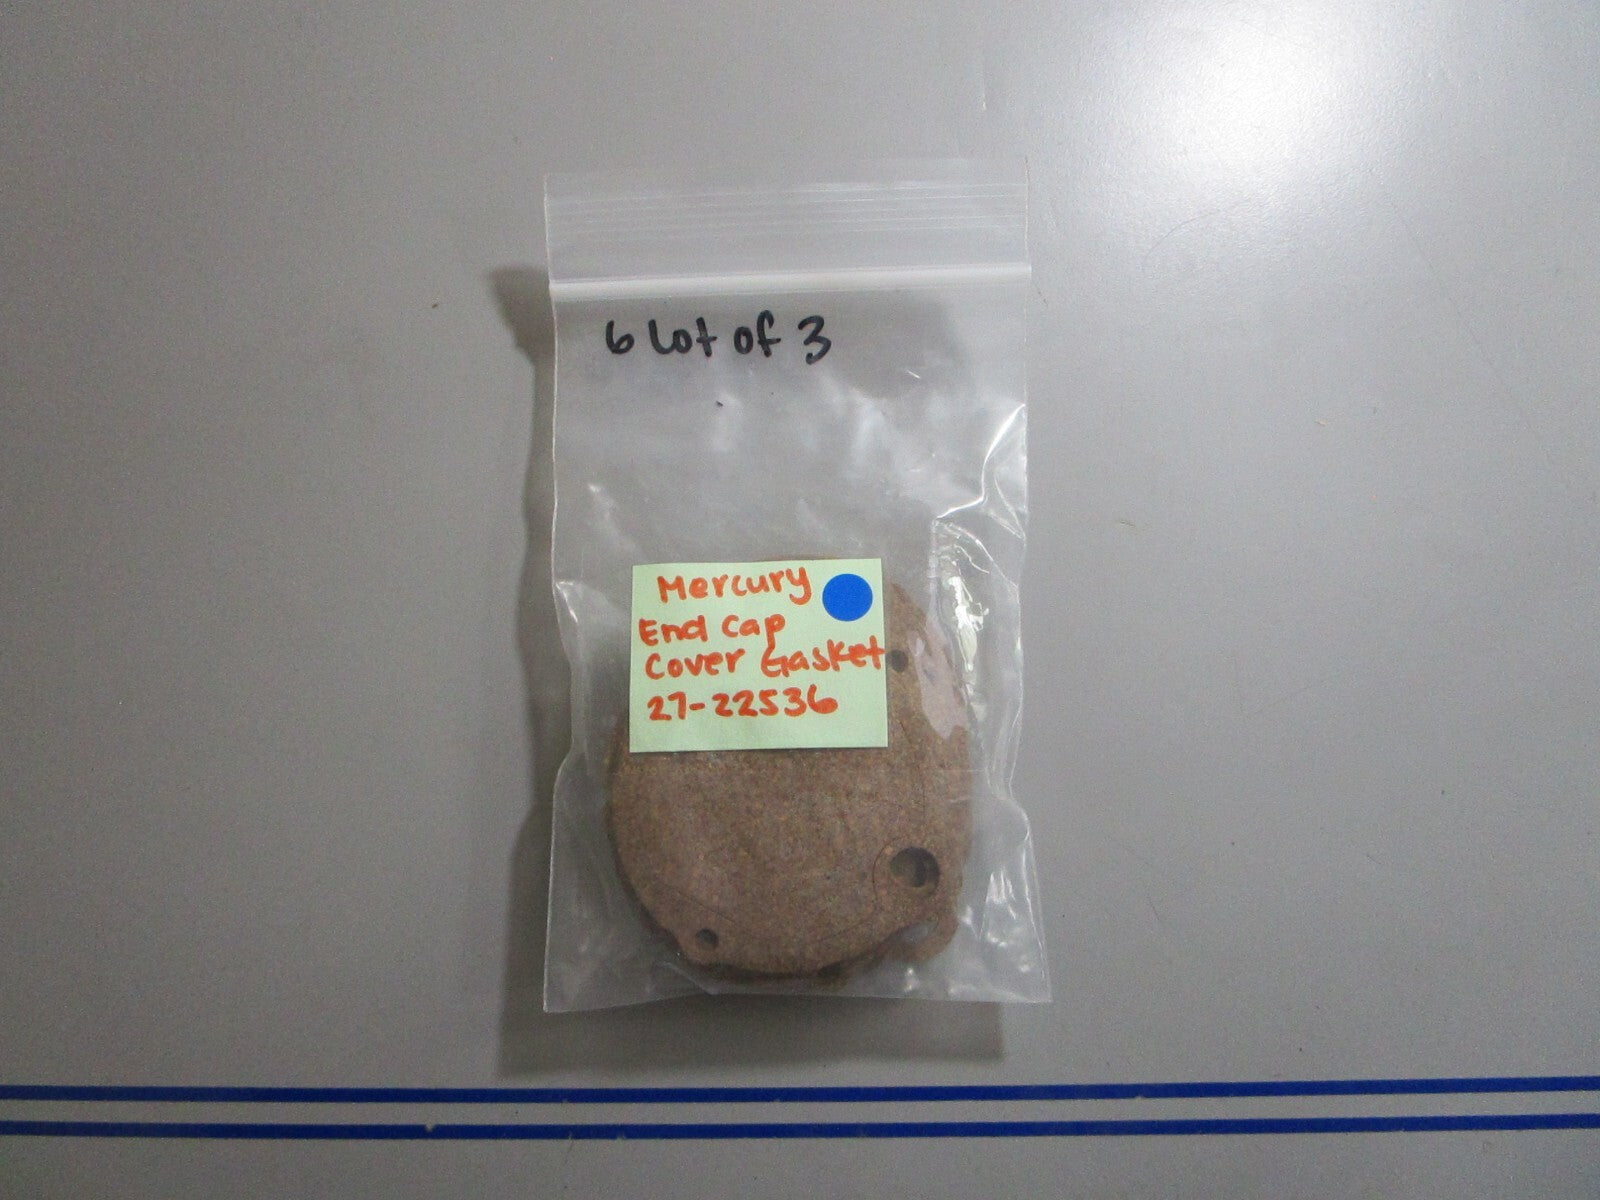 6 Lot of 3
Mercury
End Cap
Cover Gasket
27-22536